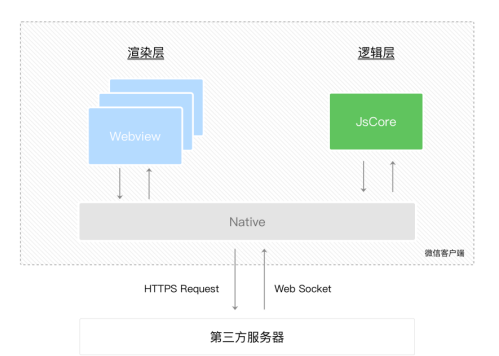 渲染层
逻辑层
Webview
JsCore
Native
微信客户端
HTTPS Request
Web Socket
第三方服务器